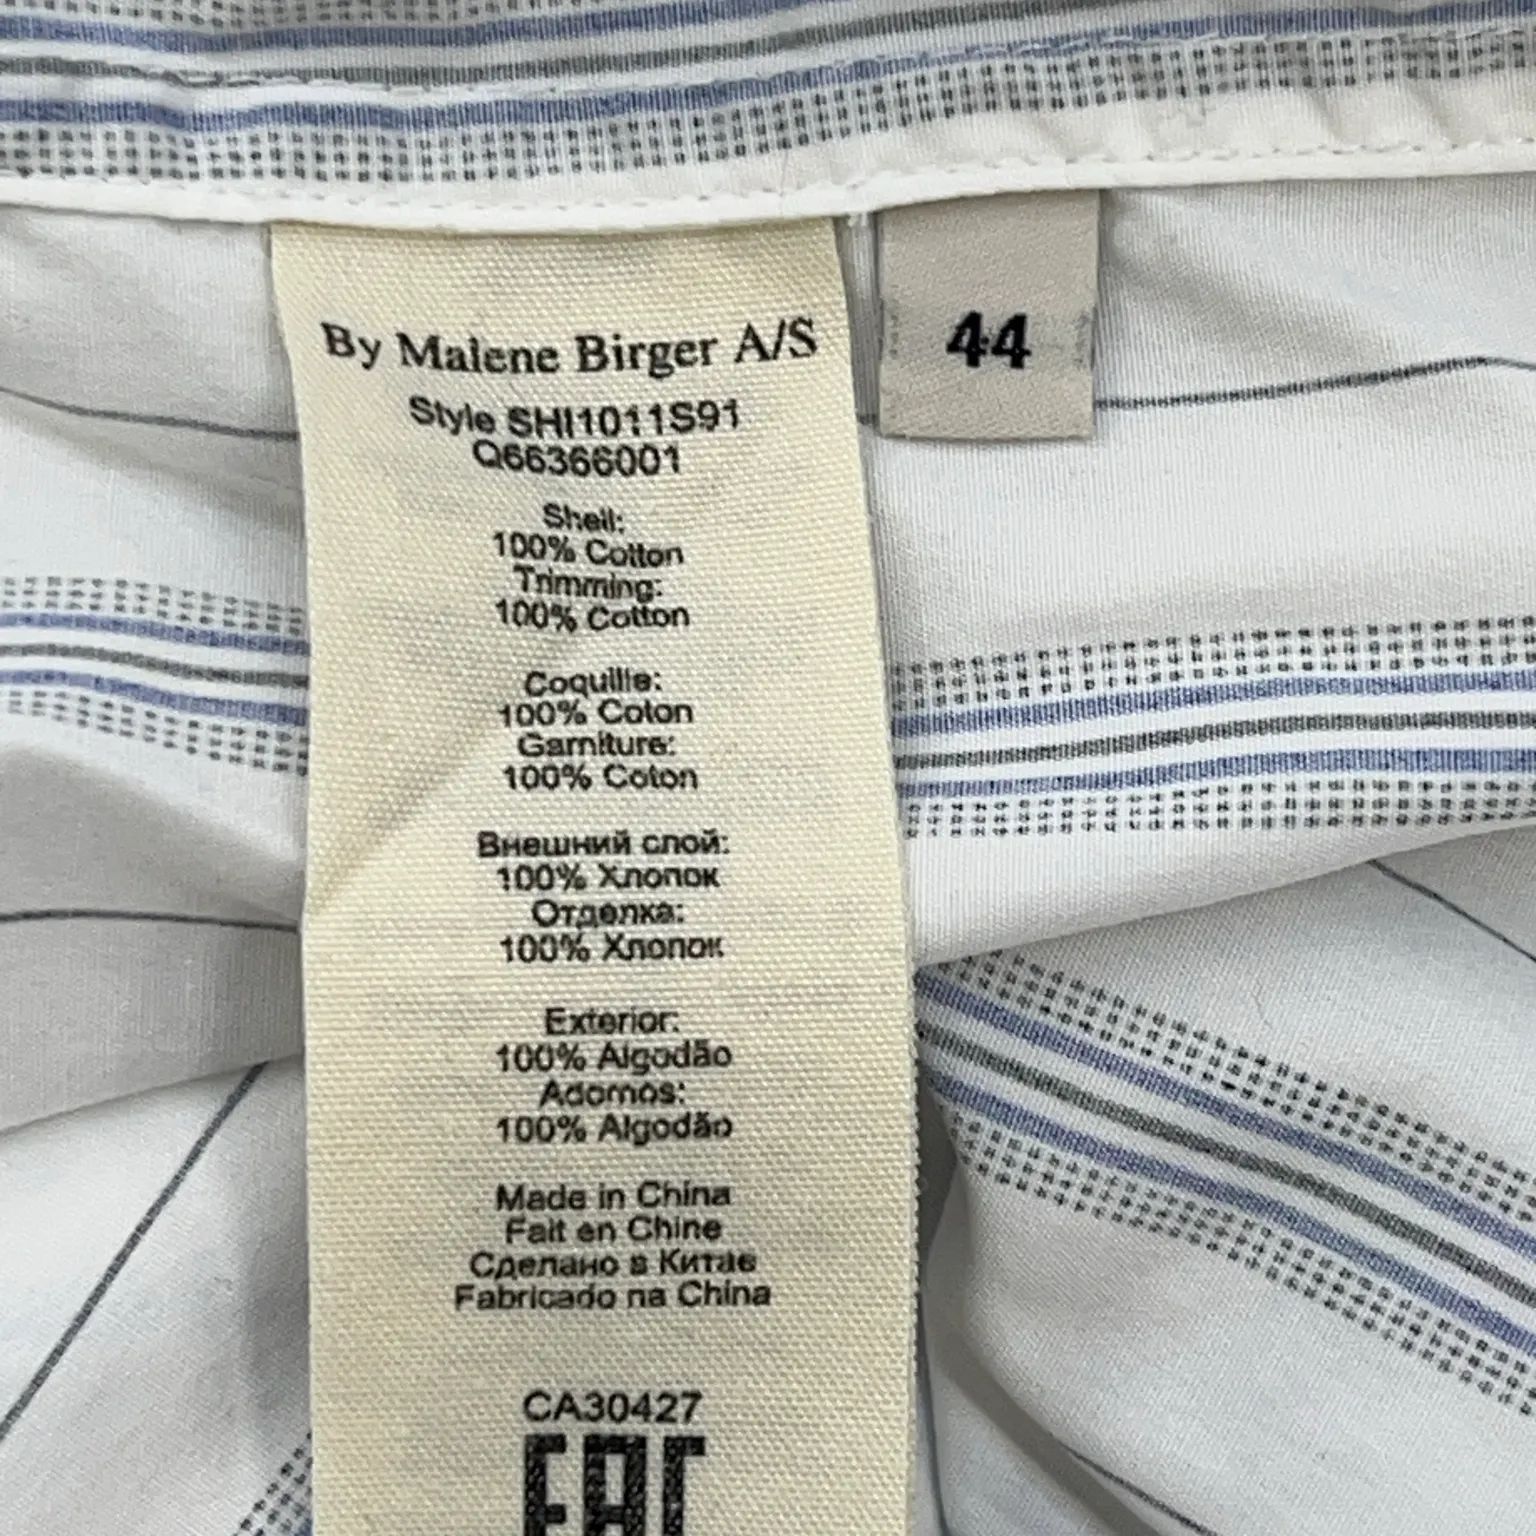 By Malene Birger A/S
Style SHI1011S91
Q66366001
Shell:
100% Cotton
Trimming:
100% Cotton
Coquille:
100% Coton
Garniture:
100% Coton
Внешний слой:
100% Хлопок
Отделка:
100% Хлопок
Exterior:
100% Algodão
Adornos:
100% Algodão
Made in China
Fait en Chine
Сделано в Китае
Fabricado na China
CA30427
EAC
44